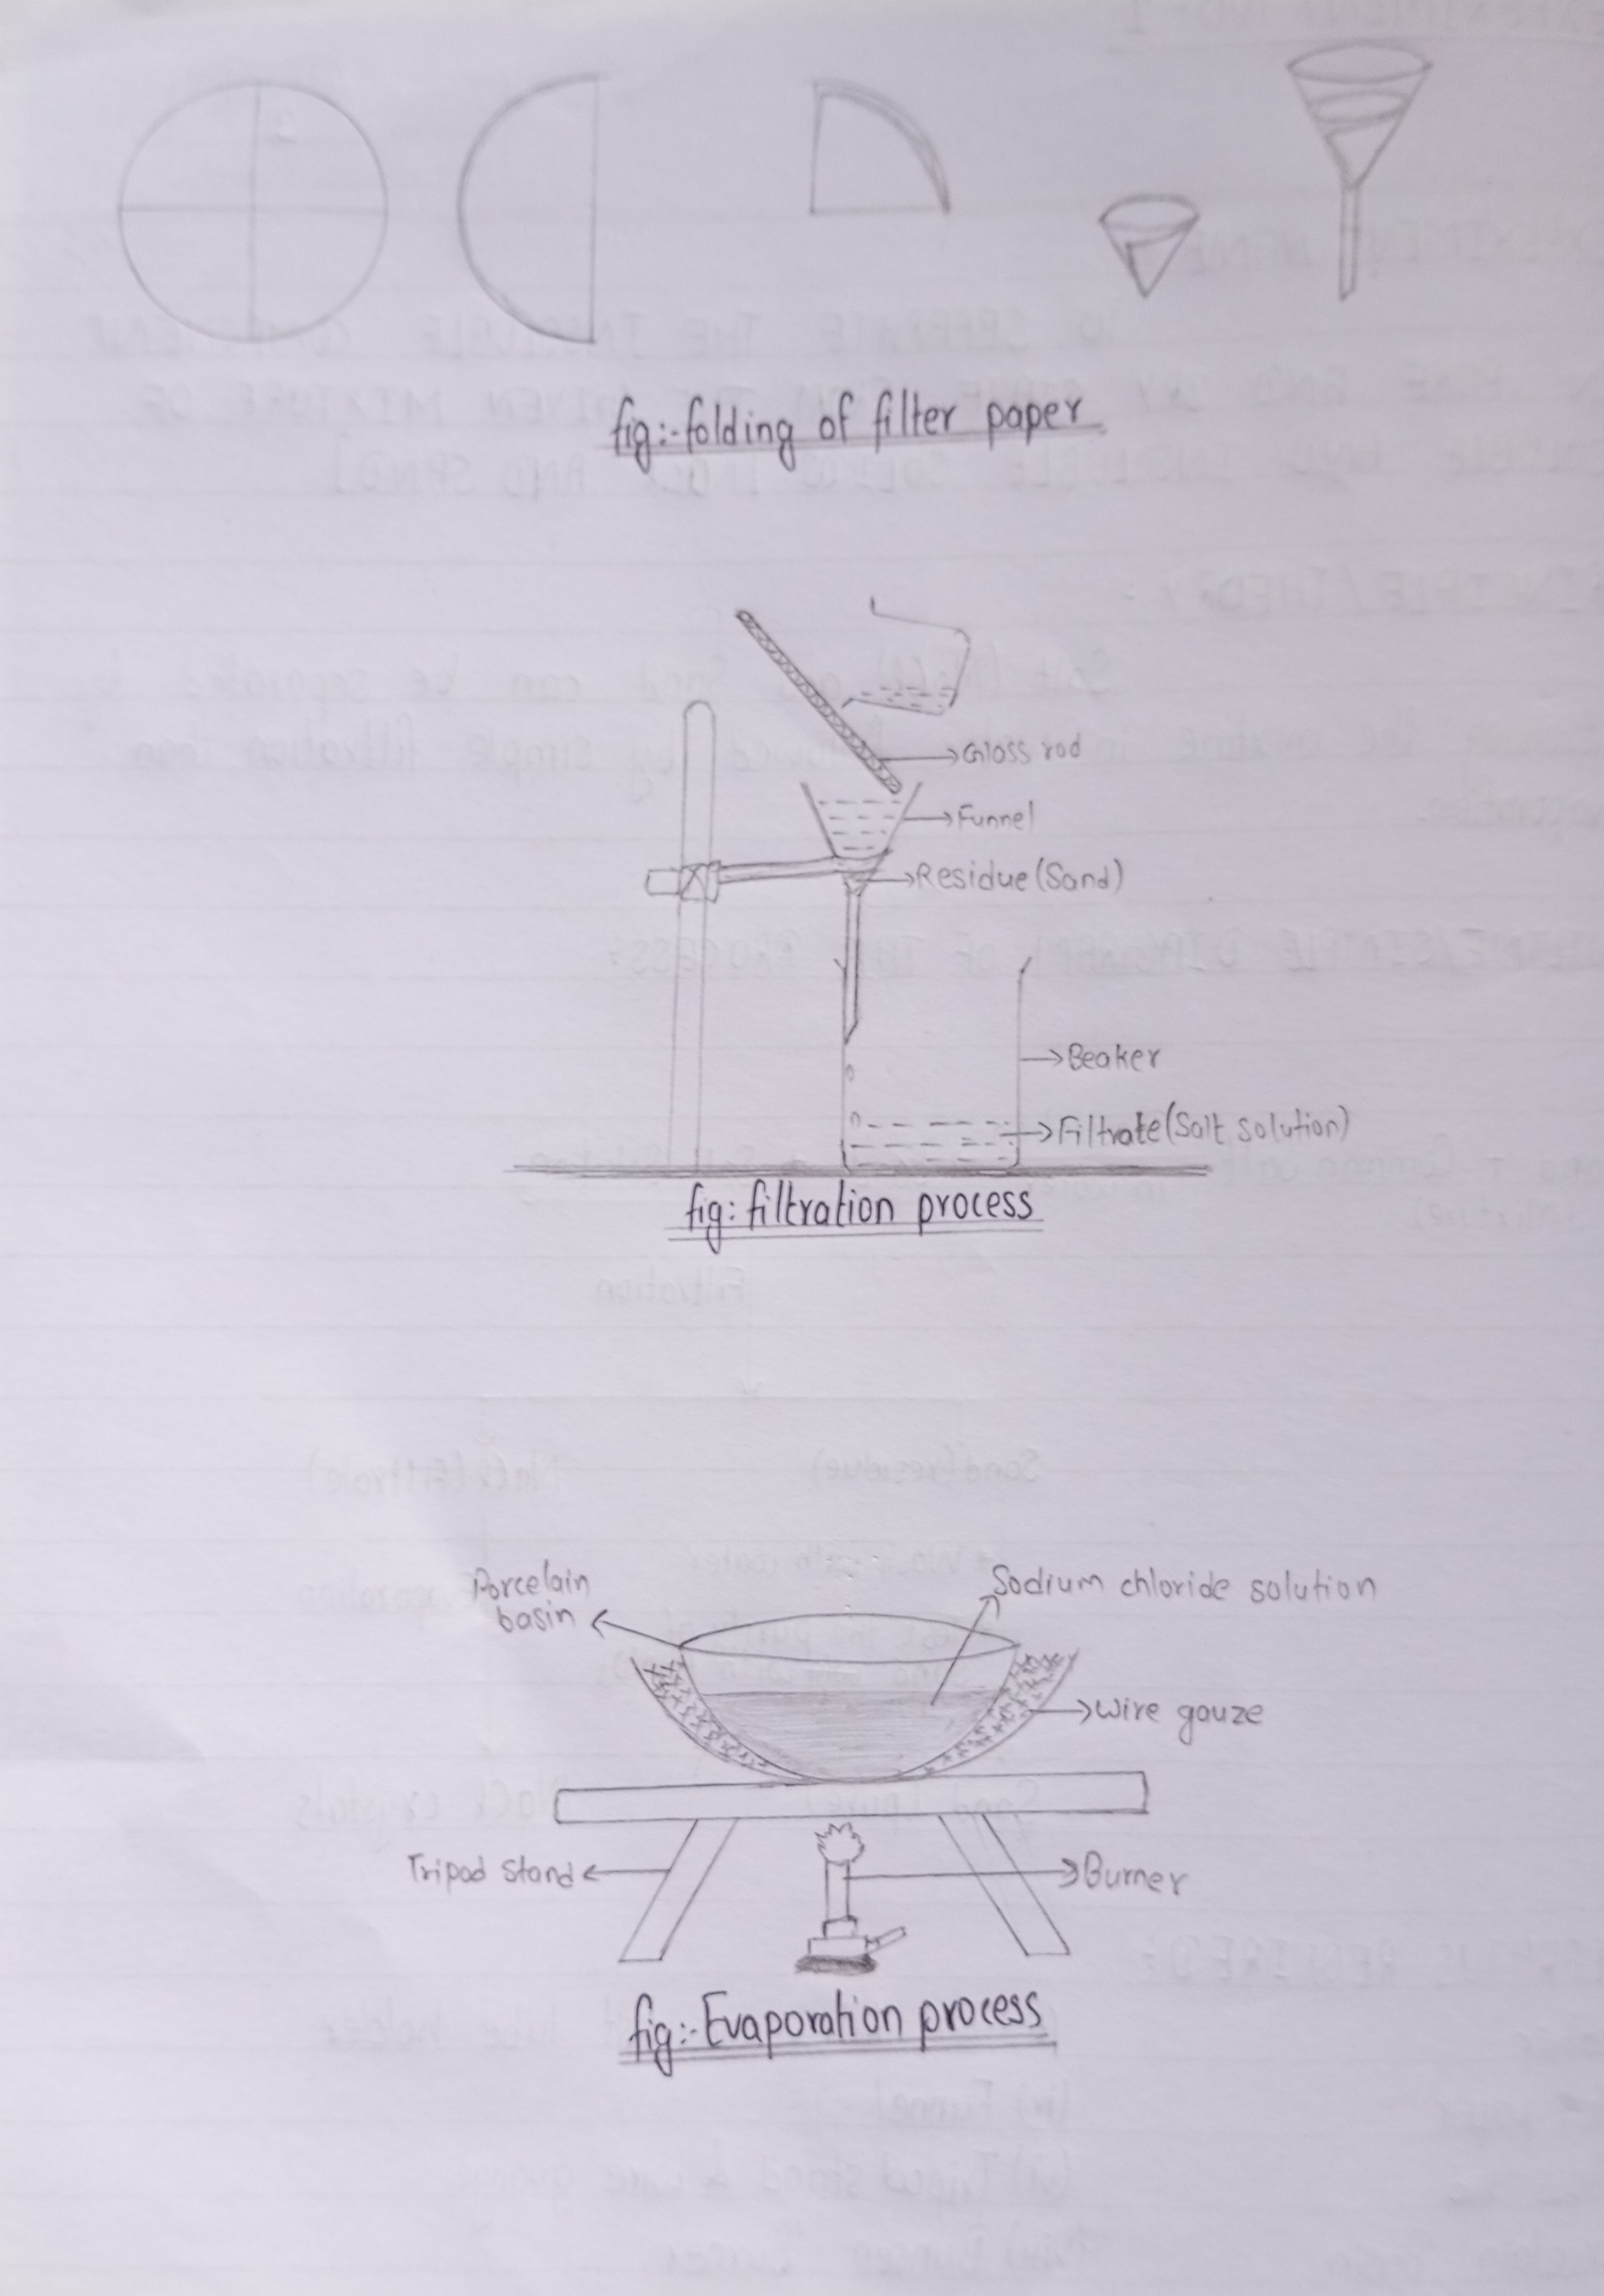 fig:-folding of filter paper
Glass rod
Funnel
Residue(Sand)
Beaker
Filtrate(Salt solution)
fig: filtration process
Porcelain
basin
Sodium chloride solution
Wire gauze
Tripod stand
Burner
fig:-Evaporation process